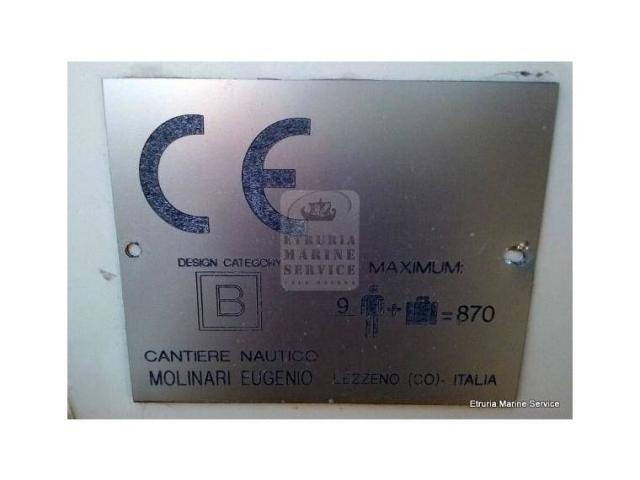 CE
ETRURIA
MARINE
SERVICE
DESIGN CATEGORY
MAXIMUM:
B
9 + = 870
CANTIERE NAUTICO
MOLINARI EUGENIO LEZZENO (CO)- ITALIA
Etruria Marine Service